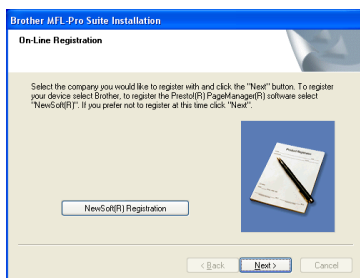 Brother MFL-Pro Suite Installation
On-Line Registration
Select the company you would like to register with and click the "Next" button. To register
your device select Brother, to register the Presto!(R) PageManager(R) software select
"NewSoft(R)". If you prefer not to register at this time click "Next".
Product Registration
NewSoft(R) Registration
< Back
Next >
Cancel